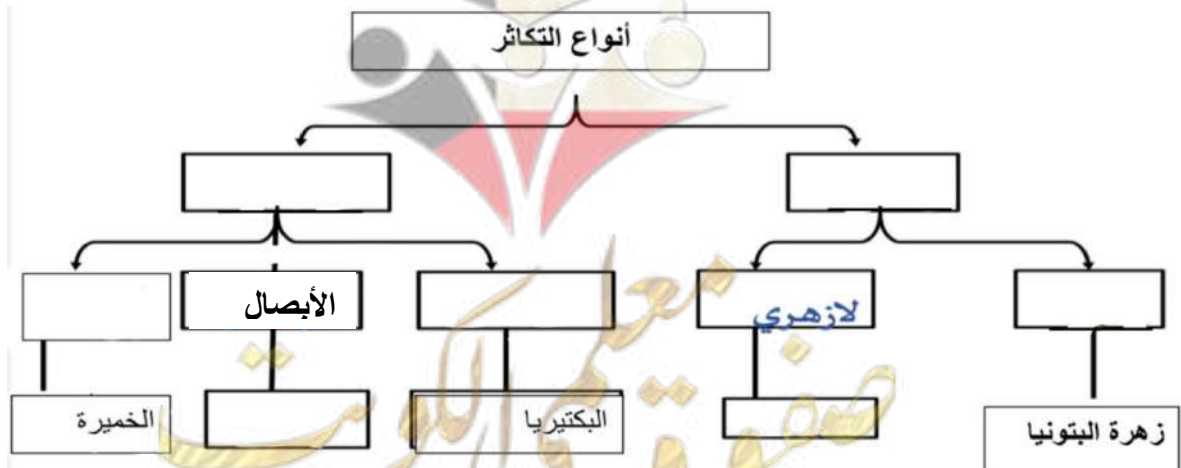 أنواع التكاثر
لازهري
الأبصال
زهرة البتونيا
البكتيريا
الخميرة